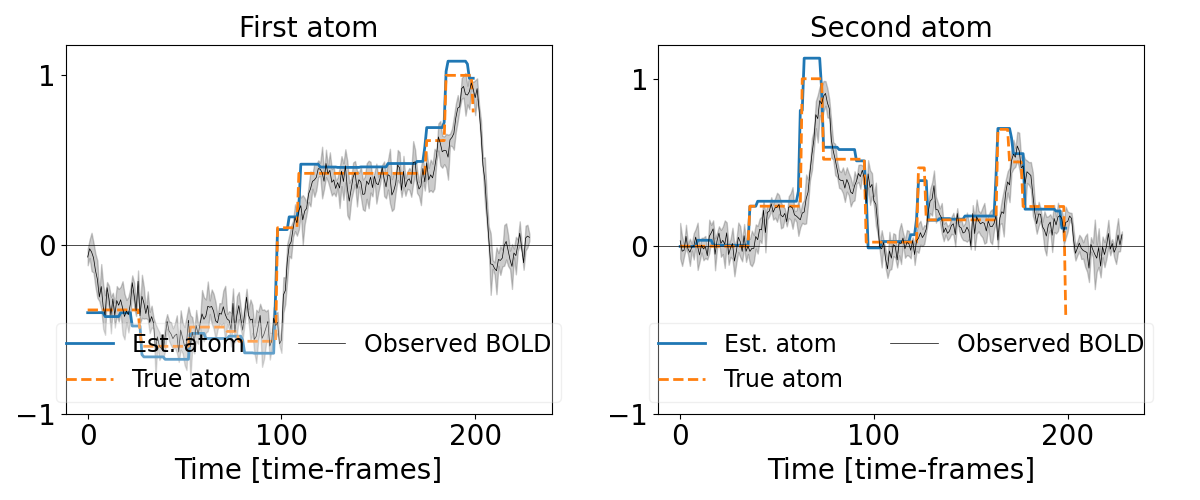 First atom
1
0
−1
Est. atom
True atom
Observed BOLD
0 100 200
Time [time-frames]
Second atom
1
0
−1
Est. atom
True atom
Observed BOLD
0 100 200
Time [time-frames]